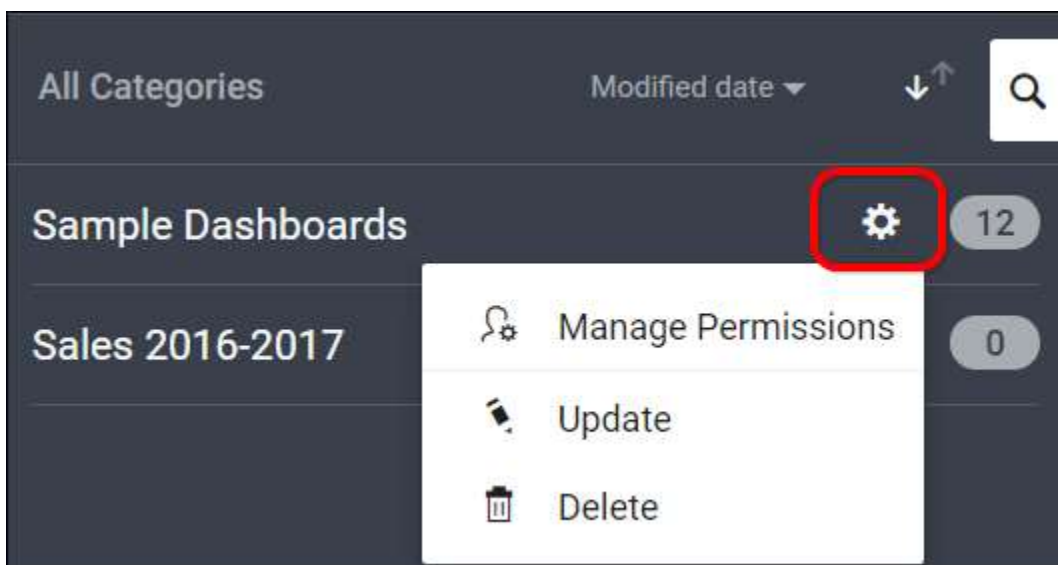 All Categories Modified date
Sample Dashboards 12
Manage Permissions
Sales 2016-2017 0
Update
Delete